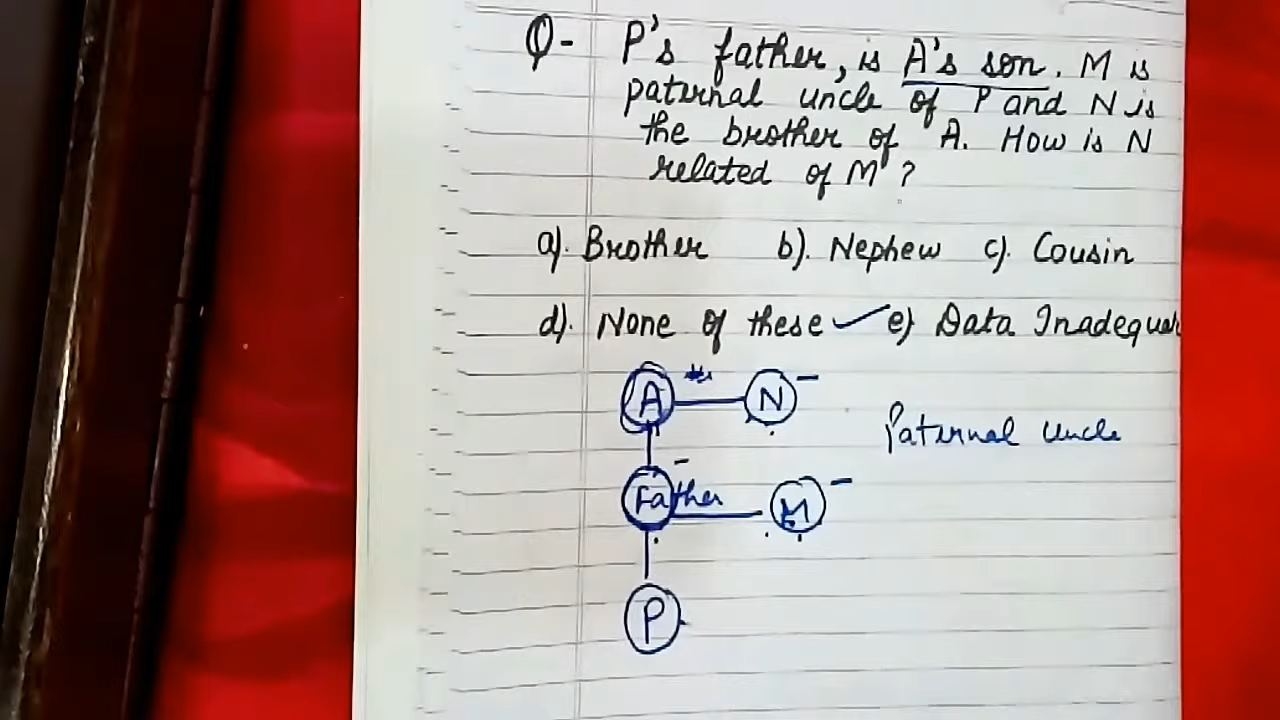 Q- P's father, is A's son. M is
paternal uncle of P and N is
the brother of A. How is N
related of M ?
a). Brother b). Nephew c). Cousin
d). None of these e) Data Inadequa
A N
Paternal uncle
Father M
P